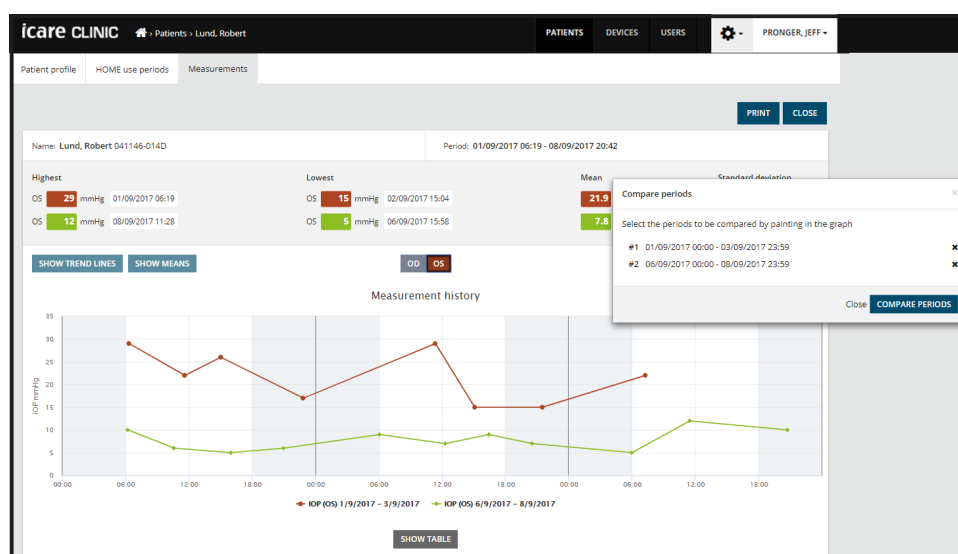 icare CLINIC › Patients › Lund, Robert PATIENTS DEVICES USERS PRONGER, JEFF
Patient profile HOME use periods Measurements
PRINT CLOSE
Name: Lund, Robert 041146-014D Period: 01/09/2017 06:19 - 08/09/2017 20:42
Highest Lowest Mean Standard deviation
OS 29 mmHg 01/09/2017 06:19 OS 15 mmHg 02/09/2017 15:04 21.9
OS 12 mmHg 08/09/2017 11:28 OS 5 mmHg 06/09/2017 15:58 7.8
Compare periods ×
Select the periods to be compared by painting in the graph
#1 01/09/2017 00:00 - 03/09/2017 23:59 ×
#2 06/09/2017 00:00 - 08/09/2017 23:59 ×
Close COMPARE PERIODS
SHOW TREND LINES SHOW MEANS OD OS
Measurement history
IOP mmHg
35
30
25
20
15
10
5
0
00:00 06:00 12:00 18:00 00:00 06:00 12:00 18:00 00:00 06:00 12:00 18:00
IOP (OS) 1/9/2017 – 3/9/2017 IOP (OS) 6/9/2017 – 8/9/2017
SHOW TABLE